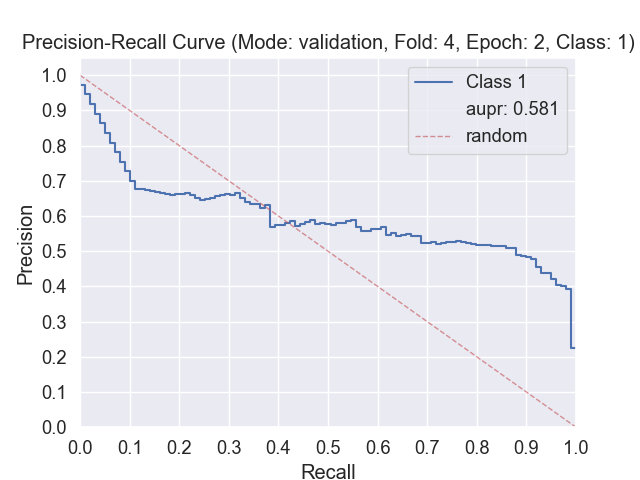 Precision-Recall Curve (Mode: validation, Fold: 4, Epoch: 2, Class: 1)
Class 1
aupr: 0.581
random
Precision
1.0
0.9
0.8
0.7
0.6
0.5
0.4
0.3
0.2
0.1
0.0
0.0 0.1 0.2 0.3 0.4 0.5 0.6 0.7 0.8 0.9 1.0
Recall